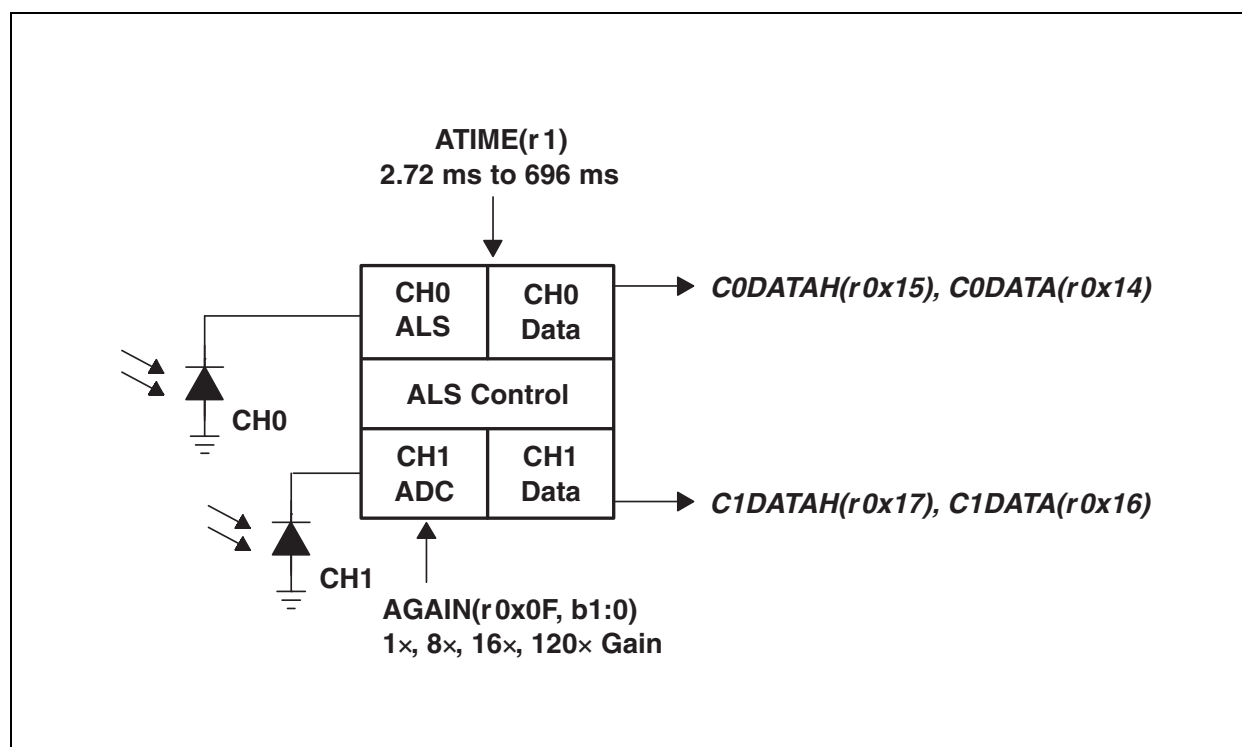 ATIME(r1)
2.72 ms to 696 ms
CH0
ALS
CH0
Data
C0DATAH(r0x15), C0DATA(r0x14)
ALS Control
CH0
CH1
ADC
CH1
Data
C1DATAH(r0x17), C1DATA(r0x16)
CH1
AGAIN(r0x0F, b1:0)
1×, 8×, 16×, 120× Gain